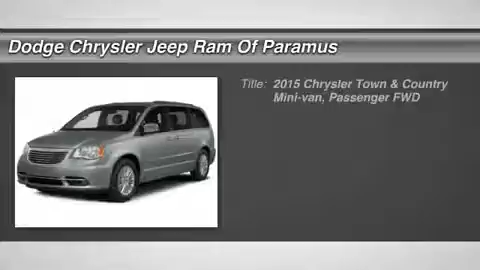 Dodge Chrysler Jeep Ram Of Paramus
Title: 2015 Chrysler Town & Country
Mini-van, Passenger FWD